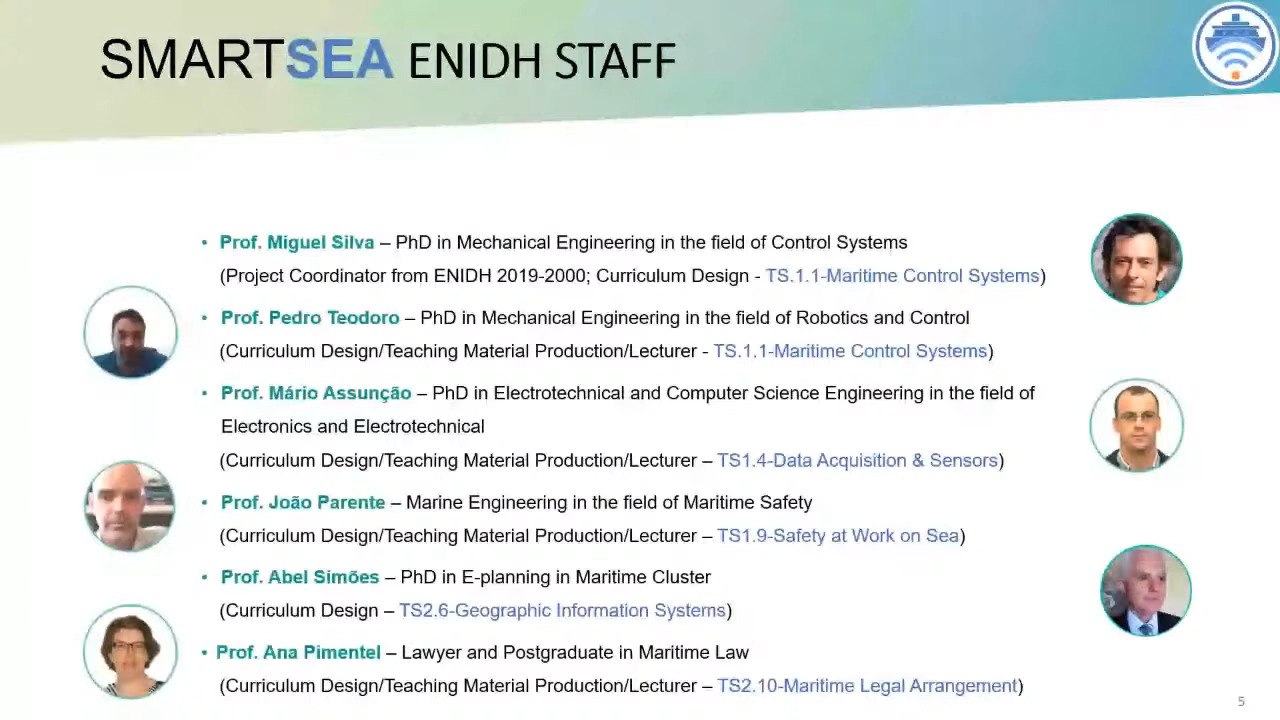 SMARTSEA ENIDH STAFF
• Prof. Miguel Silva – PhD in Mechanical Engineering in the field of Control Systems
(Project Coordinator from ENIDH 2019-2000; Curriculum Design - TS.1.1-Maritime Control Systems)
• Prof. Pedro Teodoro – PhD in Mechanical Engineering in the field of Robotics and Control
(Curriculum Design/Teaching Material Production/Lecturer - TS.1.1-Maritime Control Systems)
• Prof. Mário Assunção – PhD in Electrotechnical and Computer Science Engineering in the field of
Electronics and Electrotechnical
(Curriculum Design/Teaching Material Production/Lecturer – TS1.4-Data Acquisition & Sensors)
• Prof. João Parente – Marine Engineering in the field of Maritime Safety
(Curriculum Design/Teaching Material Production/Lecturer – TS1.9-Safety at Work on Sea)
• Prof. Abel Simões – PhD in E-planning in Maritime Cluster
(Curriculum Design – TS2.6-Geographic Information Systems)
• Prof. Ana Pimentel – Lawyer and Postgraduate in Maritime Law
(Curriculum Design/Teaching Material Production/Lecturer – TS2.10-Maritime Legal Arrangement)
5